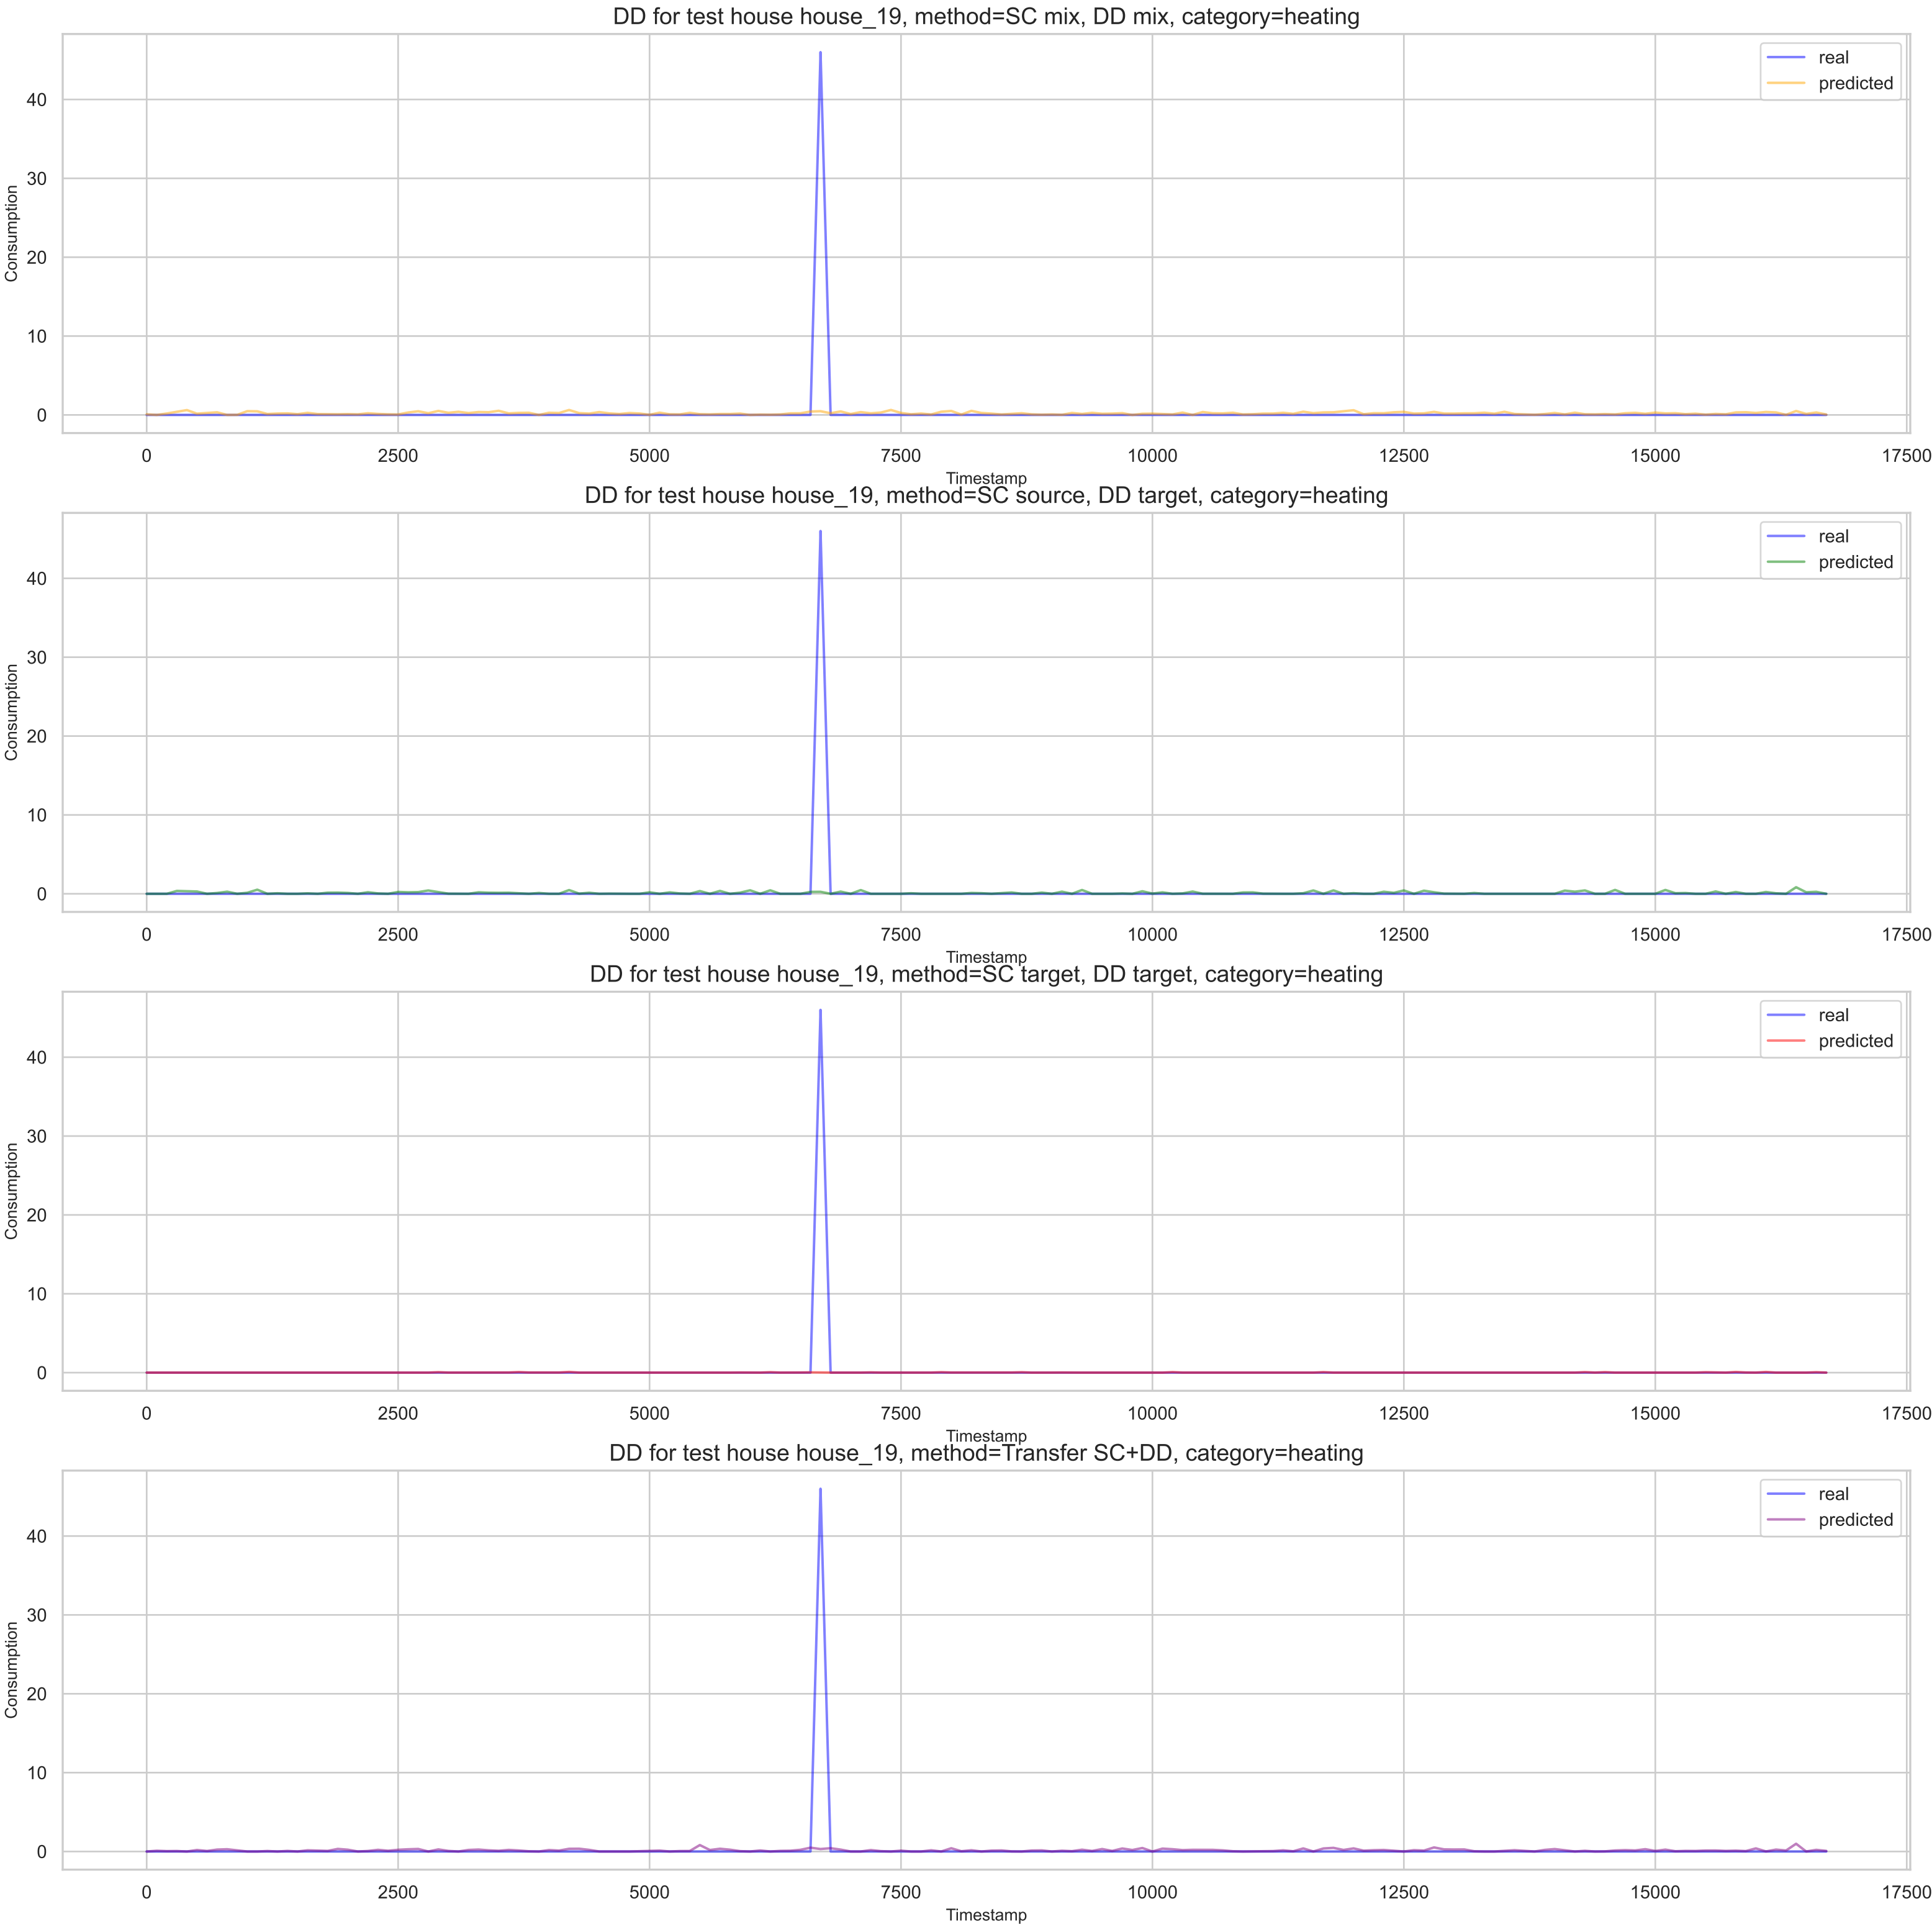 DD for test house house_19, method=SC mix, DD mix, category=heating
real
predicted
40
30
20
10
0
Consumption
0 2500 5000 7500 10000 12500 15000 17500
Timestamp
DD for test house house_19, method=SC source, DD target, category=heating
real
predicted
40
30
20
10
0
Consumption
0 2500 5000 7500 10000 12500 15000 17500
Timestamp
DD for test house house_19, method=SC target, DD target, category=heating
real
predicted
40
30
20
10
0
Consumption
0 2500 5000 7500 10000 12500 15000 17500
Timestamp
DD for test house house_19, method=Transfer SC+DD, category=heating
real
predicted
40
30
20
10
0
Consumption
0 2500 5000 7500 10000 12500 15000 17500
Timestamp